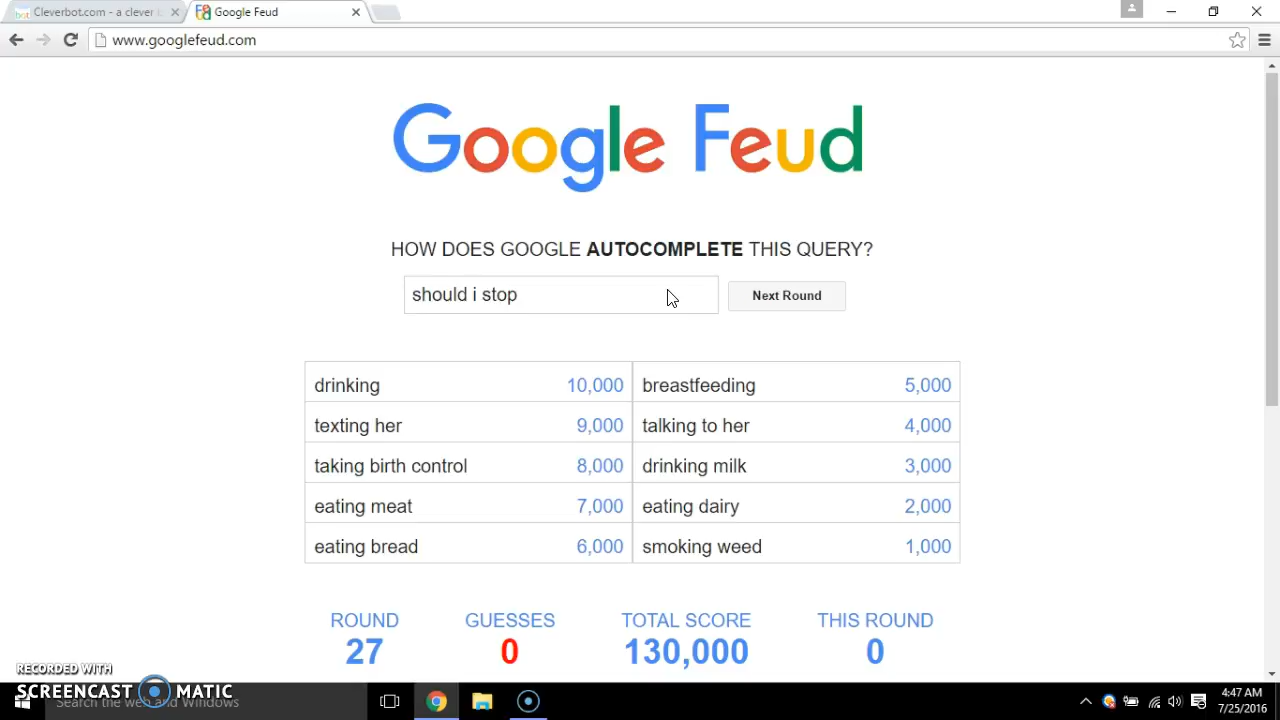 Cleverbot.com - a clever
Google Feud
www.googlefeud.com
Google Feud
HOW DOES GOOGLE AUTOCOMPLETE THIS QUERY?
should i stop
Next Round
drinking 10,000 breastfeeding 5,000
texting her 9,000 talking to her 4,000
taking birth control 8,000 drinking milk 3,000
eating meat 7,000 eating dairy 2,000
eating bread 6,000 smoking weed 1,000
ROUND GUESSES TOTAL SCORE THIS ROUND
27 0 130,000 0
RECORDED WITH
SCREENCAST MATIC
Search the web and Windows
4:47 AM
7/25/2016